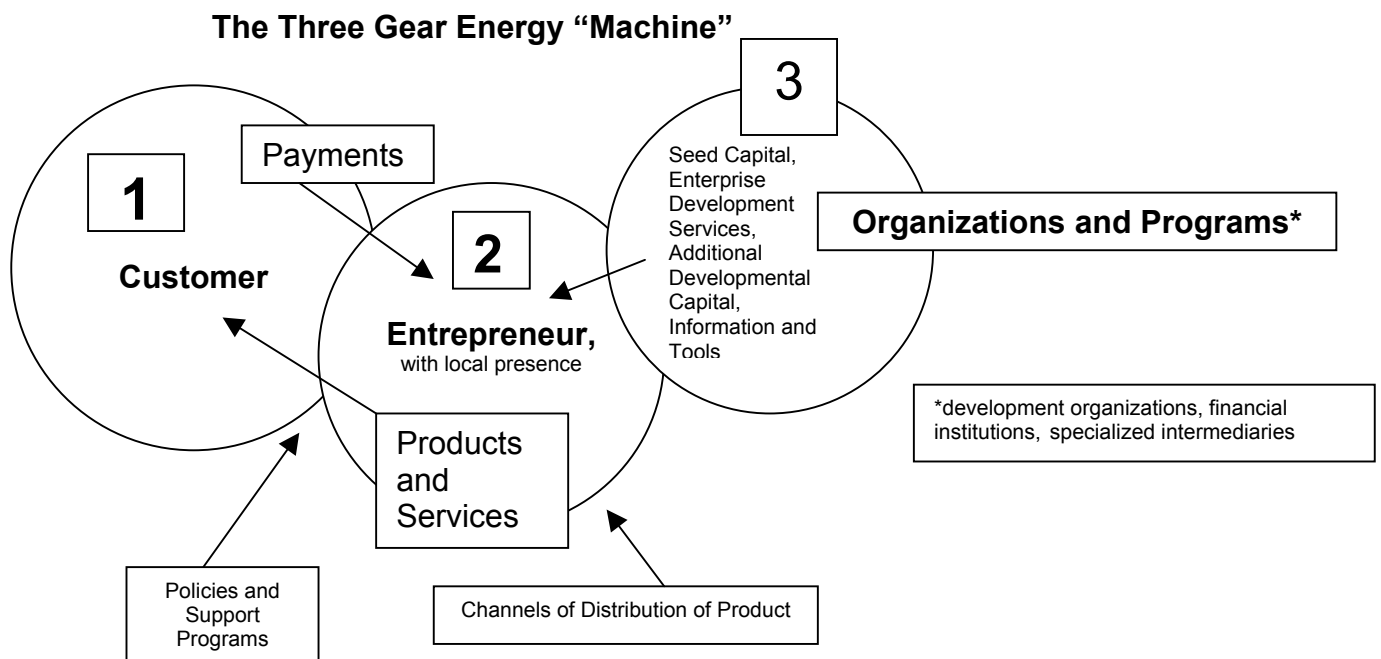 The Three Gear Energy “Machine”
1
Customer
Payments
2
Entrepreneur,
with local presence
3
Seed Capital,
Enterprise
Development
Services,
Additional
Developmental
Capital,
Information and
Tools
Organizations and Programs*
*development organizations, financial
institutions, specialized intermediaries
Products
and
Services
Policies and
Support
Programs
Channels of Distribution of Product